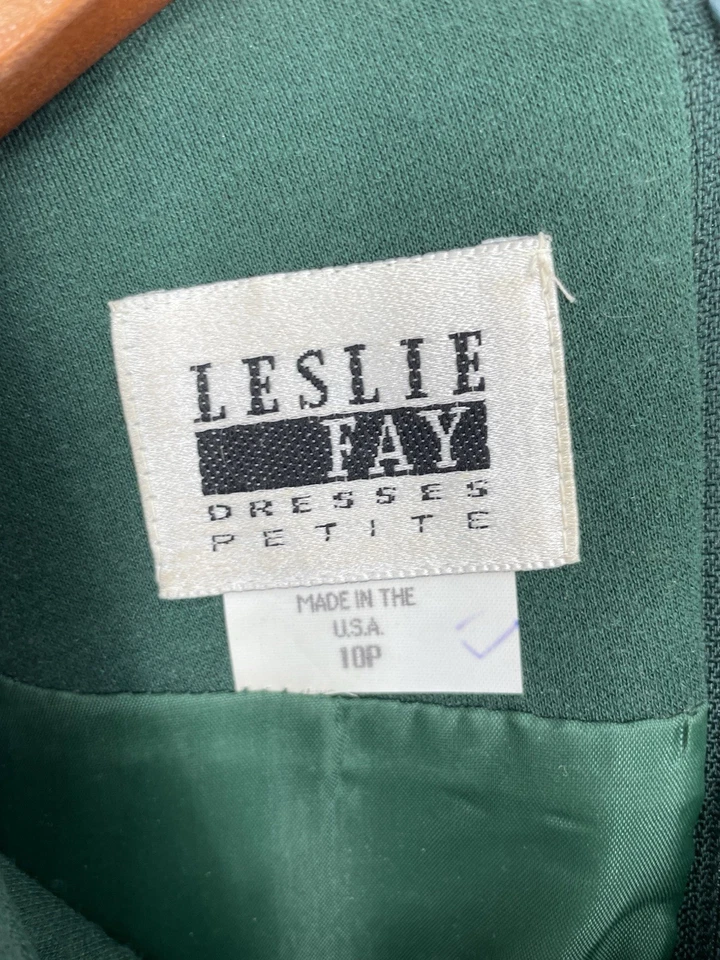 LESLIE
FAY
DRESSES
PETITE
MADE IN THE
U.S.A.
10P